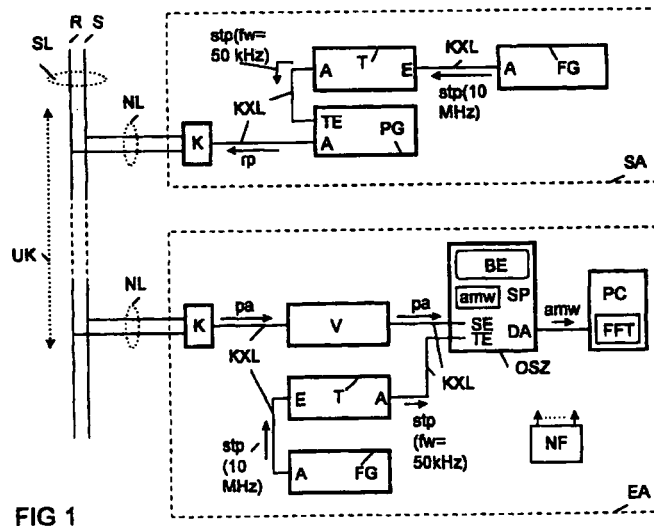 R S
SL
stp(fw=
50 kHz)
A T E
KXL
A FG
stp(10
MHz)
KXL
NL
K
TE
A PG
rp
SA
UK
NL
K
pa
V
pa
KXL
BE
amw SP
SE
TE
DA
OSZ
KXL
amw
PC
FFT
E T A
stp
(10
MHz)
stp
(fw=
50kHz)
A FG
NF
EA
FIG 1